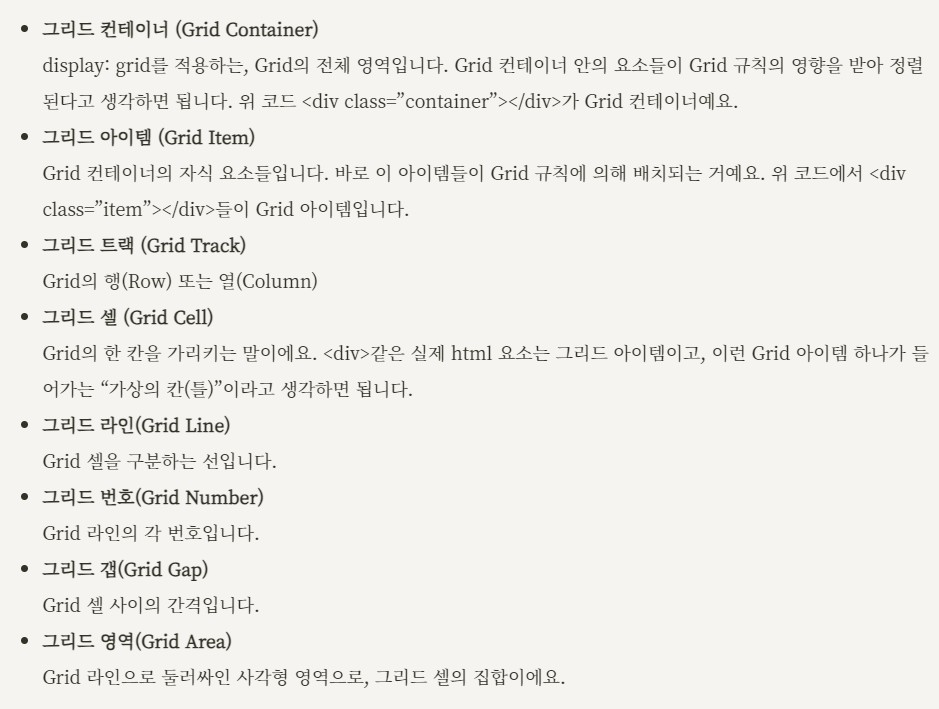 • 그리드 컨테이너 (Grid Container)
display: grid를 적용하는, Grid의 전체 영역입니다. Grid 컨테이너 안의 요소들이 Grid 규칙의 영향을 받아 정렬
된다고 생각하면 됩니다. 위 코드 <div class=”container”></div>가 Grid 컨테이너예요.
• 그리드 아이템 (Grid Item)
Grid 컨테이너의 자식 요소들입니다. 바로 이 아이템들이 Grid 규칙에 의해 배치되는 거예요. 위 코드에서 <div
class=”item”></div>들이 Grid 아이템입니다.
• 그리드 트랙 (Grid Track)
Grid의 행(Row) 또는 열(Column)
• 그리드 셀 (Grid Cell)
Grid의 한 칸을 가리키는 말이에요. <div>같은 실제 html 요소는 그리드 아이템이고, 이런 Grid 아이템 하나가 들
어가는 “가상의 칸(틀)”이라고 생각하면 됩니다.
• 그리드 라인(Grid Line)
Grid 셀을 구분하는 선입니다.
• 그리드 번호(Grid Number)
Grid 라인의 각 번호입니다.
• 그리드 갭(Grid Gap)
Grid 셀 사이의 간격입니다.
• 그리드 영역(Grid Area)
Grid 라인으로 둘러싸인 사각형 영역으로, 그리드 셀의 집합이에요.